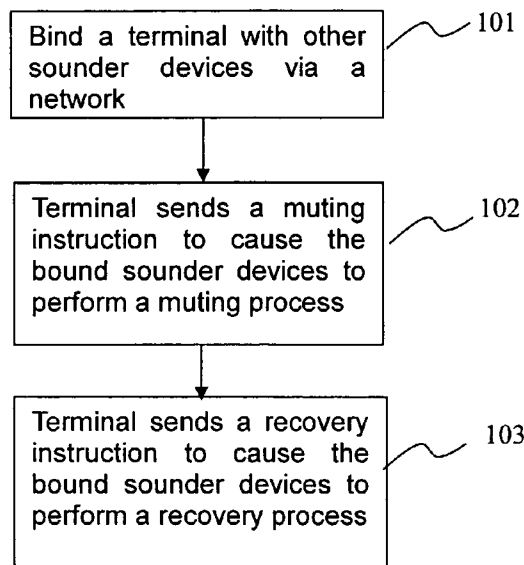 Bind a terminal with other
sounder devices via a
network
101
Terminal sends a muting
instruction to cause the
bound sounder devices to
perform a muting process
102
Terminal sends a recovery
instruction to cause the
bound sounder devices to
perform a recovery process
103